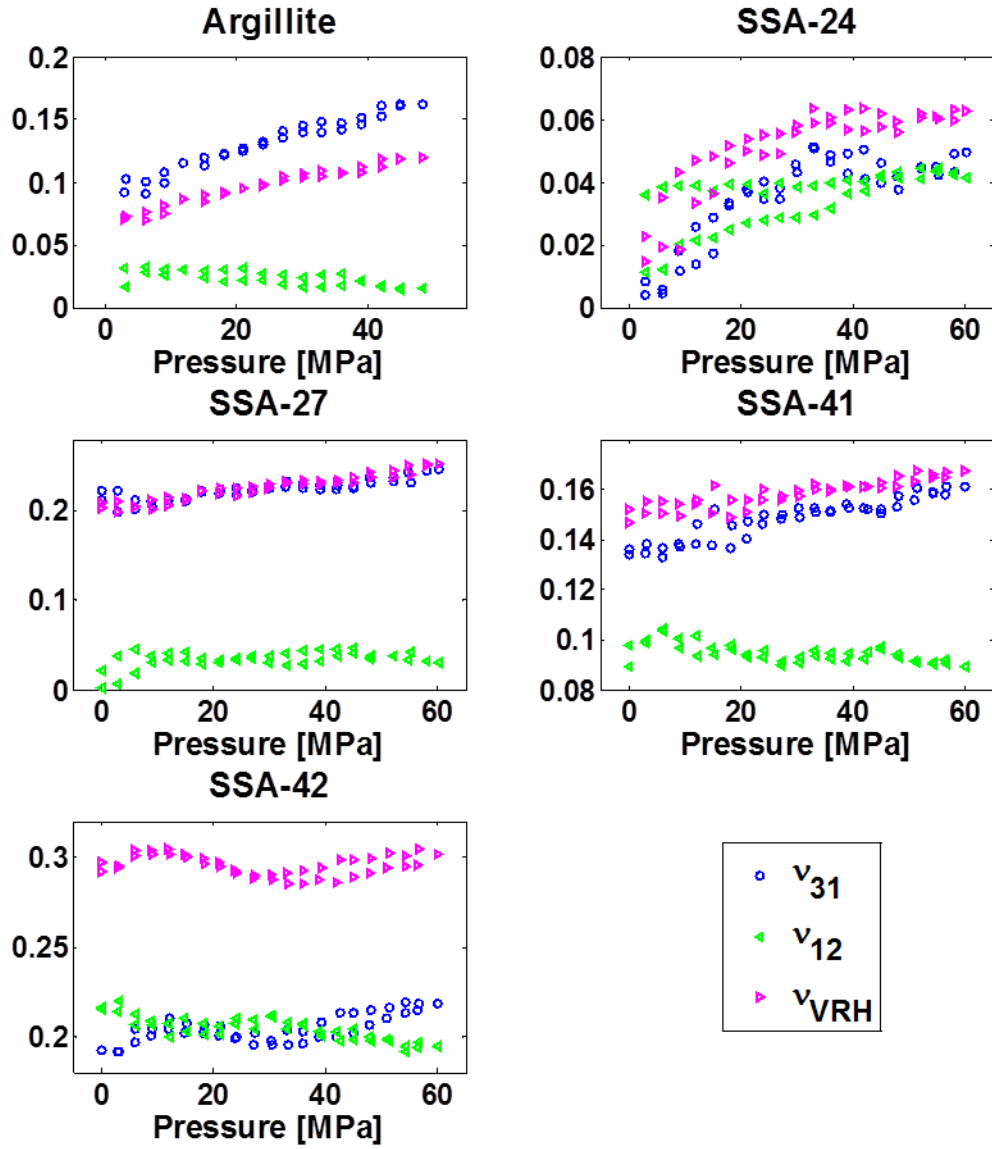 Argillite
0.2
0.15
0.1
0.05
0
0 20 40
Pressure [MPa]
SSA-24
0.08
0.06
0.04
0.02
0
0 20 40 60
Pressure [MPa]
SSA-27
0.2
0.1
0
0 20 40 60
Pressure [MPa]
SSA-41
0.16
0.14
0.12
0.1
0.08
0 20 40 60
Pressure [MPa]
SSA-42
0.3
0.25
0.2
0 20 40 60
Pressure [MPa]
ν31
ν12
νVRH